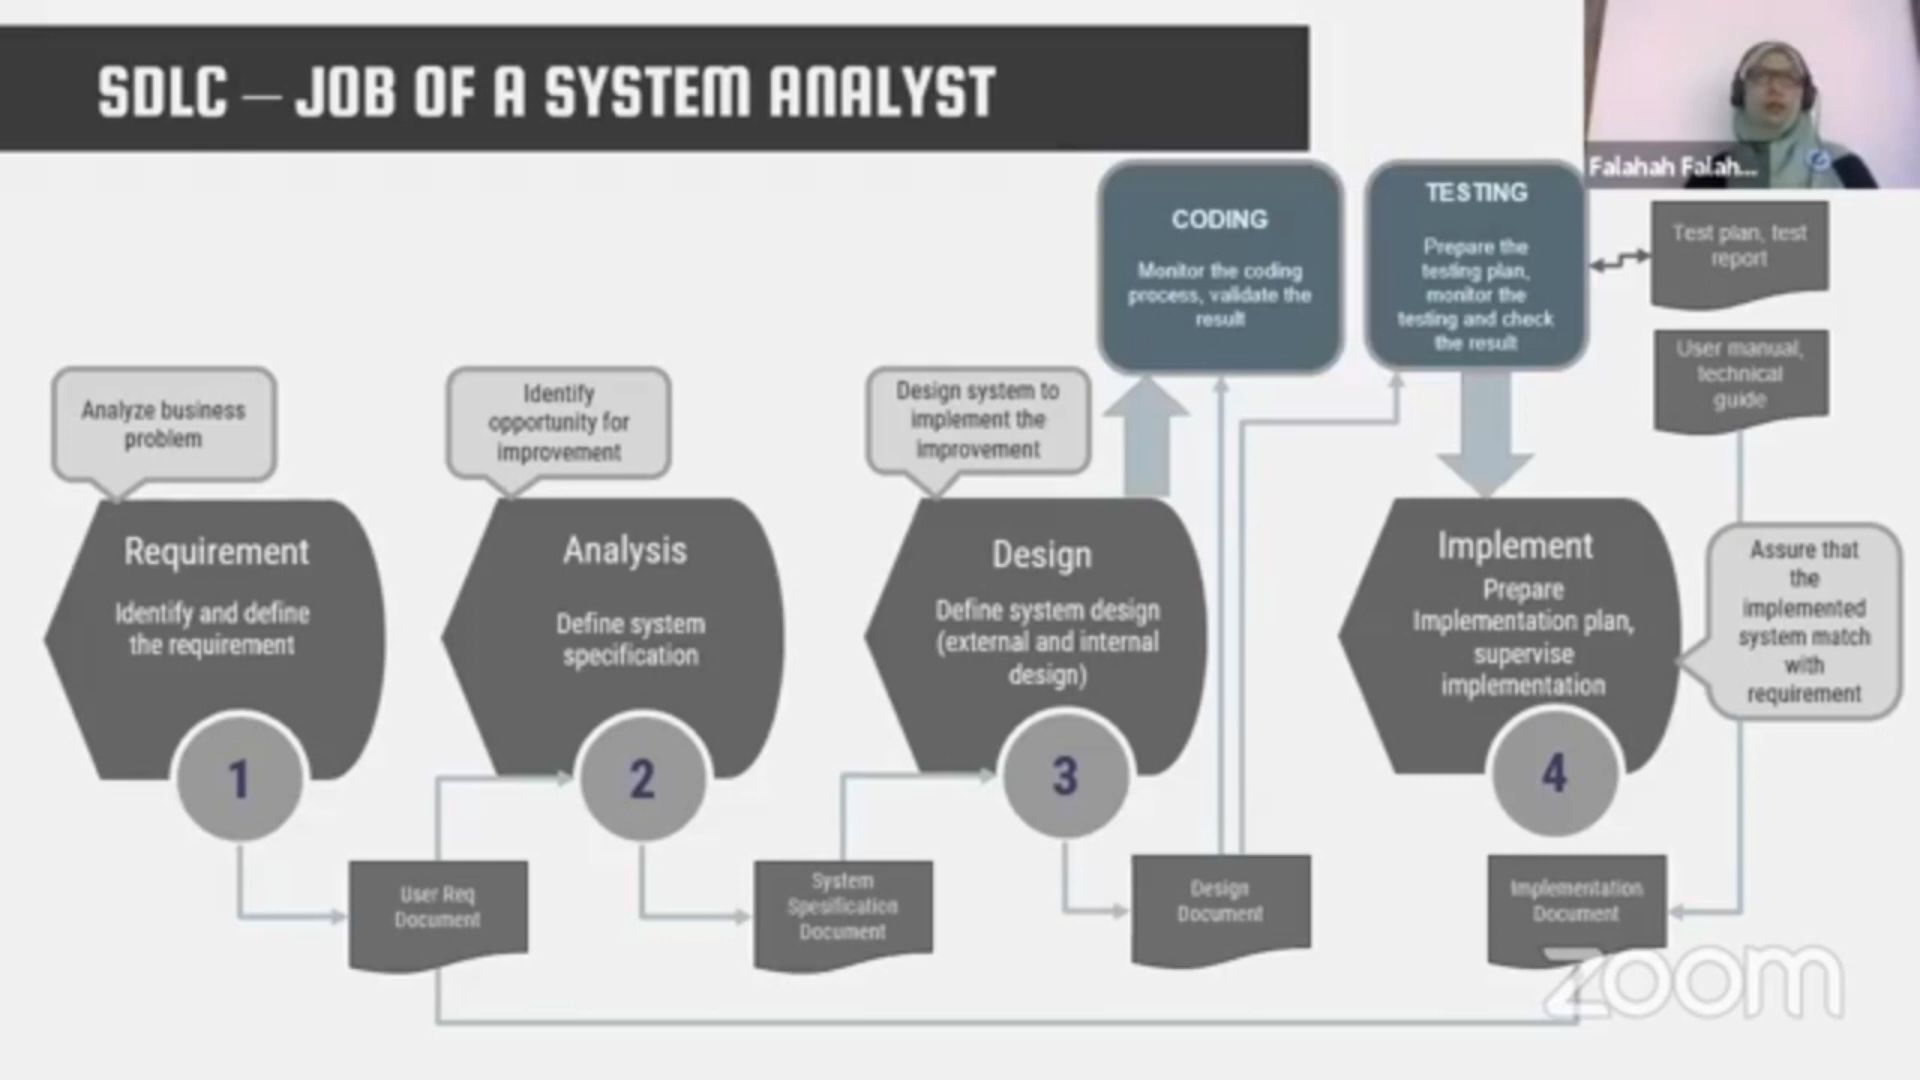 SDLC – JOB OF A SYSTEM ANALYST
Falahah Falah...
CODING
Monitor the coding
process, validate the
result
TESTING
Prepare the
testing plan,
monitor the
testing and check
the result
Test plan, test
report
User manual,
technical
guide
Analyze business
problem
Identify
opportunity for
improvement
Design system to
implement the
improvement
Requirement
Identify and define
the requirement
1
Analysis
Define system
specification
2
Design
Define system design
(external and internal
design)
3
Implement
Prepare
Implementation plan,
supervise
implementation
4
Assure that
the
implemented
system match
with
requirement
User Req
Document
System
Spesification
Document
Design
Document
Implementation
Document
zoom